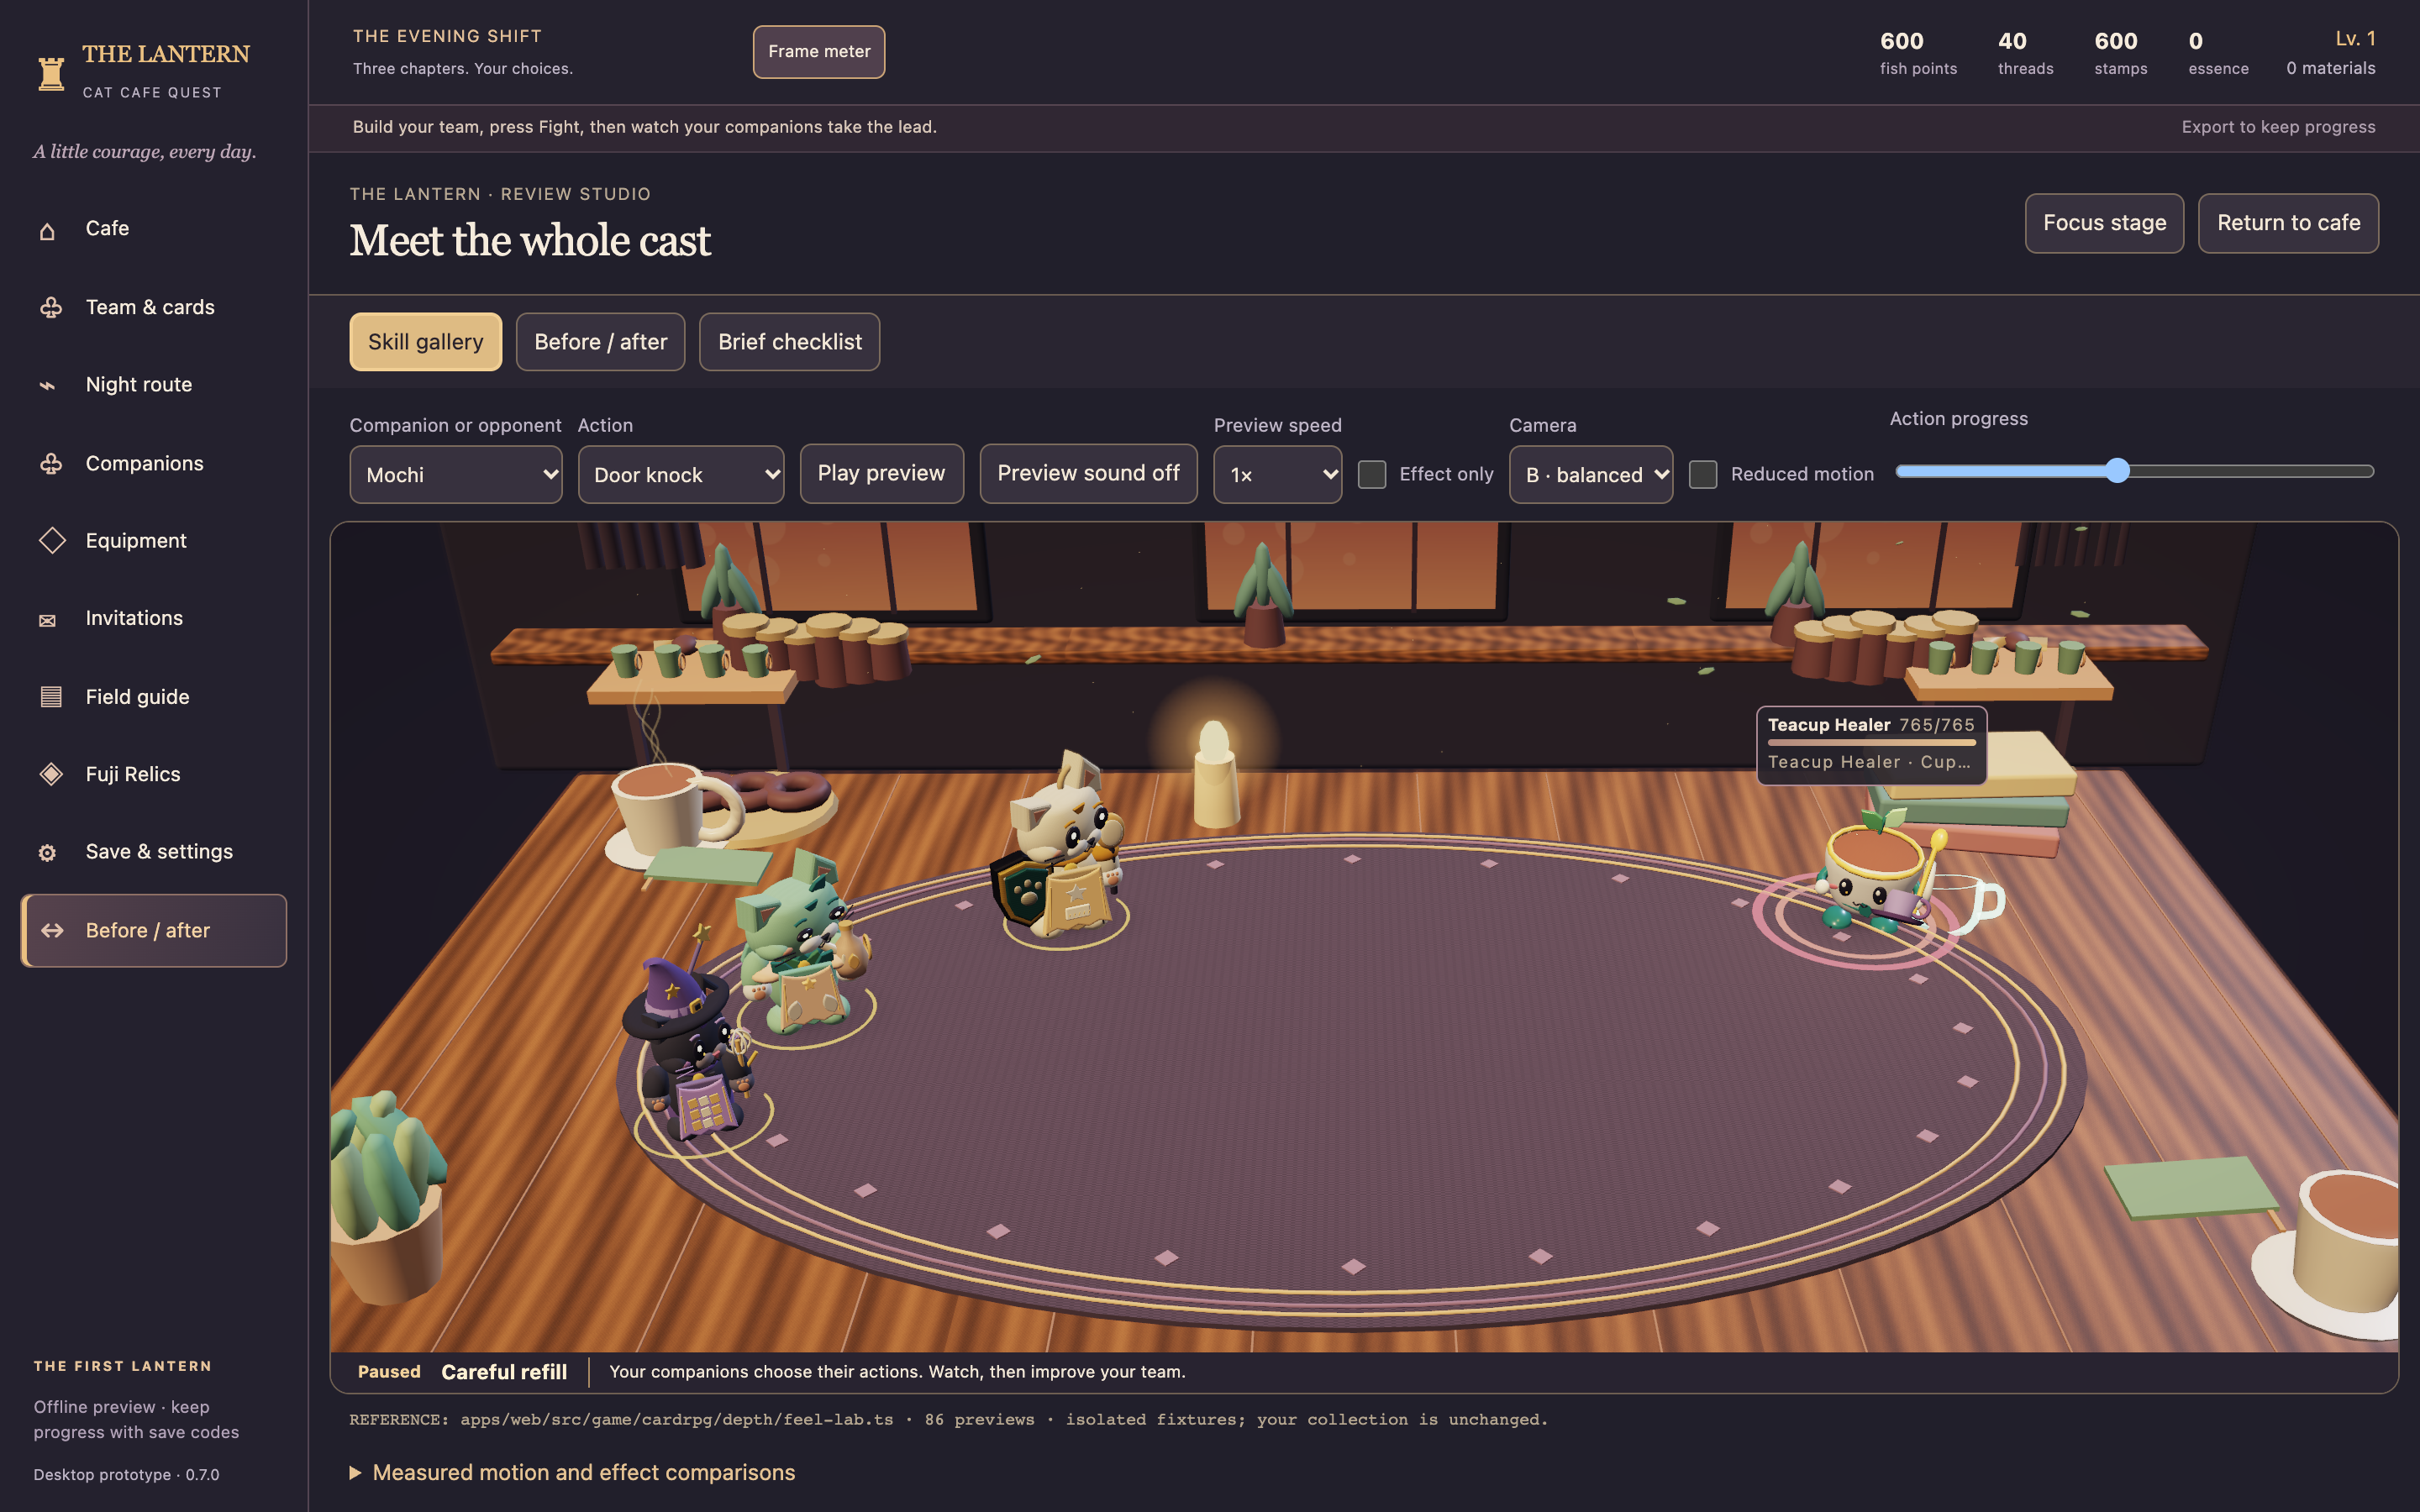 THE LANTERN
CAT CAFE QUEST
A little courage, every day.
Cafe
Team & cards
Night route
Companions
Equipment
Invitations
Field guide
Fuji Relics
Save & settings
Before / after
THE FIRST LANTERN
Offline preview · keep
progress with save codes
Desktop prototype · 0.7.0
THE EVENING SHIFT
Three chapters. Your choices.
Frame meter
600 fish points
40 threads
600 stamps
0 essence
Lv. 1
0 materials
Build your team, press Fight, then watch your companions take the lead.
Export to keep progress
THE LANTERN · REVIEW STUDIO
Meet the whole cast
Focus stage
Return to cafe
Skill gallery
Before / after
Brief checklist
Companion or opponent
Mochi
Action
Door knock
Play preview
Preview sound off
Preview speed
1×
Effect only
Camera
B · balanced
Reduced motion
Action progress
Teacup Healer 765/765
Teacup Healer · Cup…
Paused Careful refill Your companions choose their actions. Watch, then improve your team.
REFERENCE: apps/web/src/game/cardrpg/depth/feel-lab.ts · 86 previews · isolated fixtures; your collection is unchanged.
Measured motion and effect comparisons